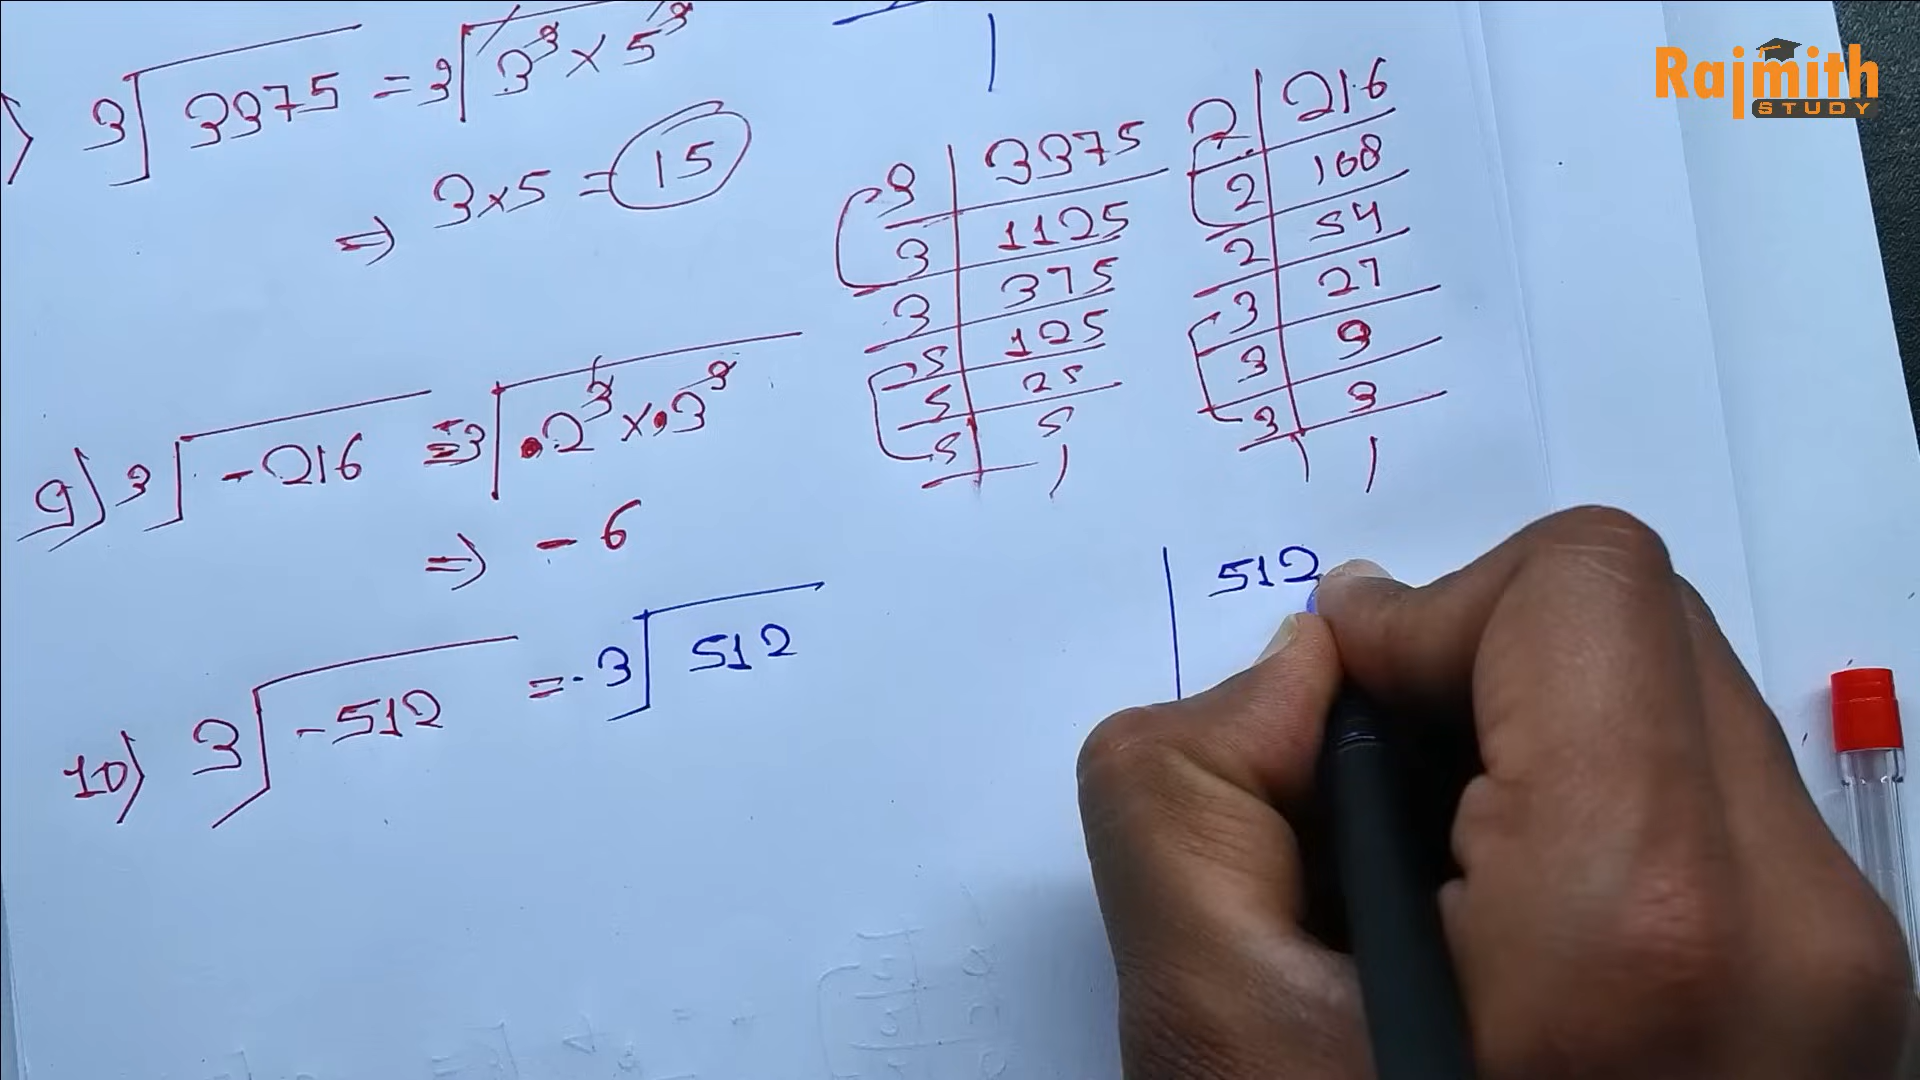 ) 3√3375 = 3√3³ × 5³
⇒ 3×5 = 15
9) 3√-216 = -3√2³ × 3³
⇒ - 6
10) 3√-512 = - 3√512
3 | 3375
3 | 1125
3 | 375
5 | 125
5 | 25
5 | 5
1
2 | 216
2 | 108
2 | 54
3 | 27
3 | 9
3 | 3
1
| 512
Rajmith
STUDY